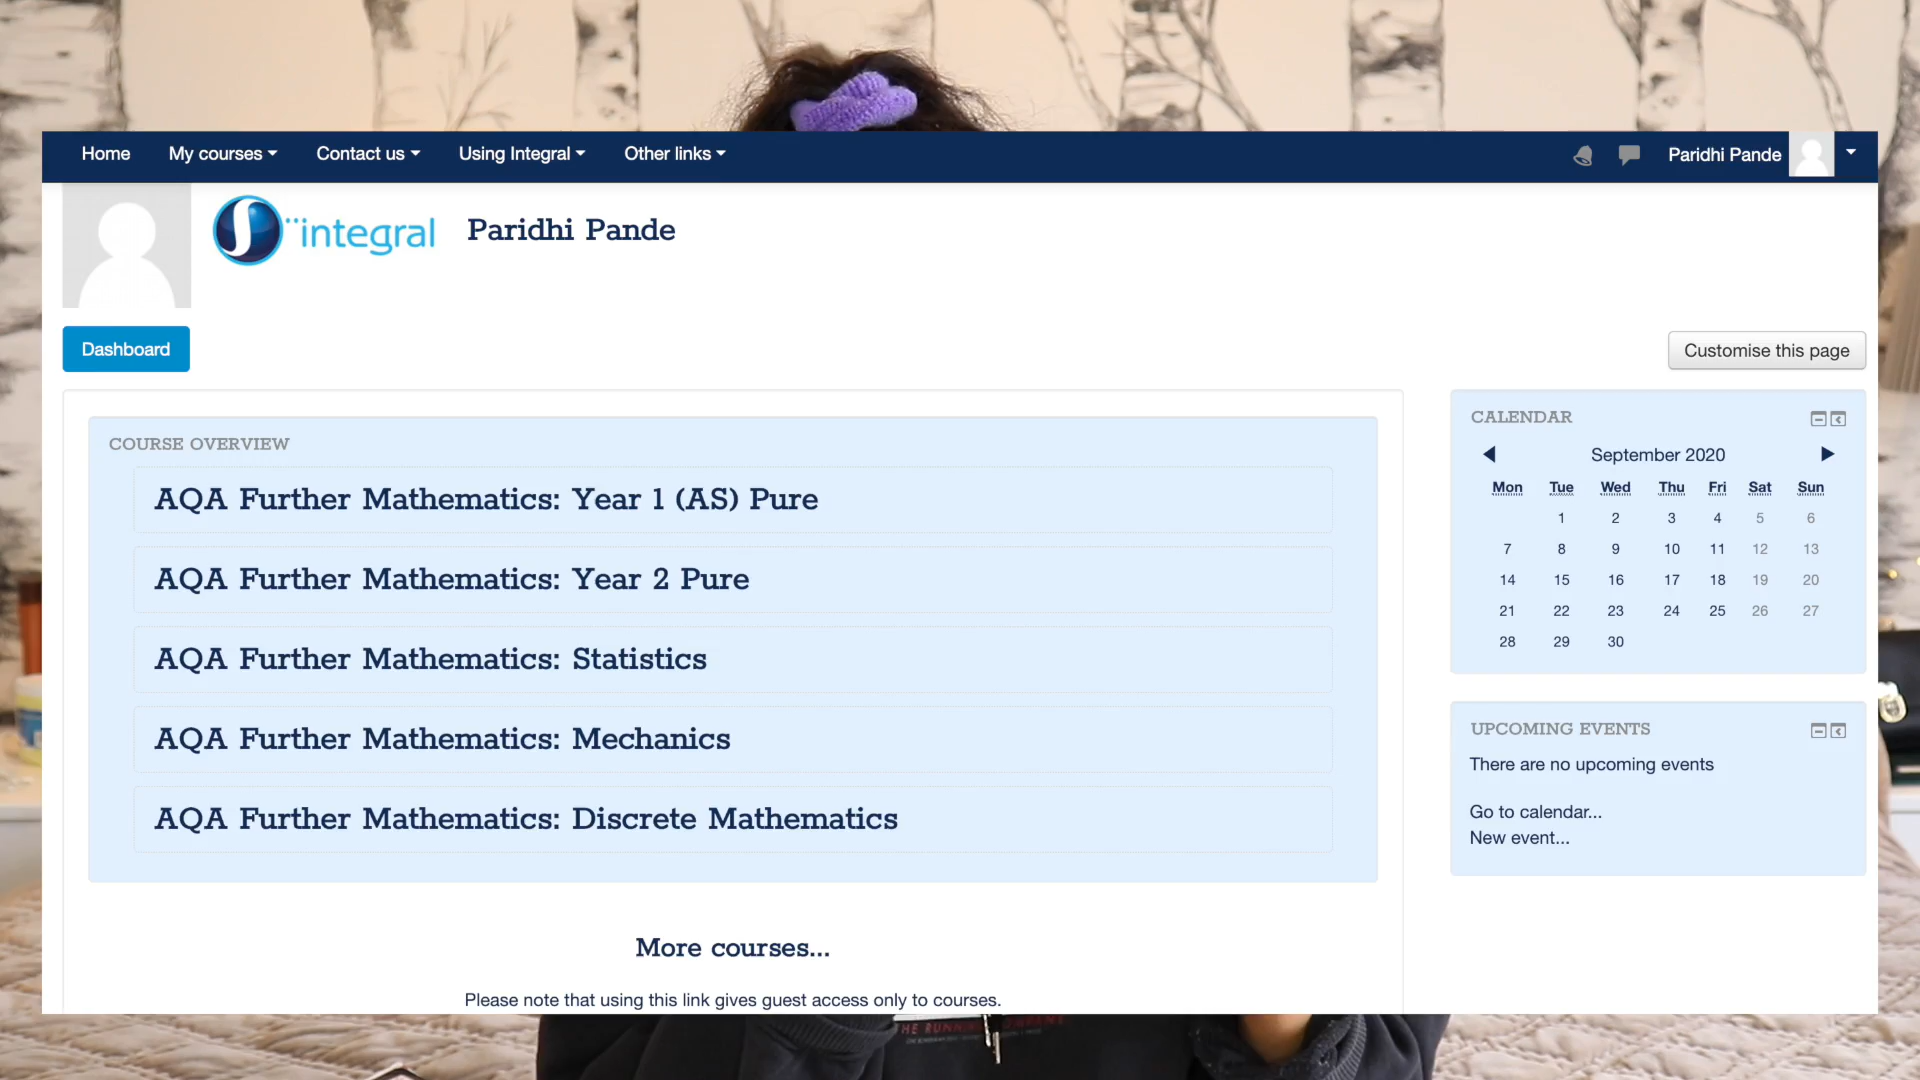 Home My courses Contact us Using Integral Other links Paridhi Pande
integral Paridhi Pande
Dashboard
Customise this page
COURSE OVERVIEW
AQA Further Mathematics: Year 1 (AS) Pure
AQA Further Mathematics: Year 2 Pure
AQA Further Mathematics: Statistics
AQA Further Mathematics: Mechanics
AQA Further Mathematics: Discrete Mathematics
More courses...
Please note that using this link gives guest access only to courses.
CALENDAR
September 2020
Mon Tue Wed Thu Fri Sat Sun
1 2 3 4 5 6
7 8 9 10 11 12 13
14 15 16 17 18 19 20
21 22 23 24 25 26 27
28 29 30
UPCOMING EVENTS
There are no upcoming events
Go to calendar...
New event...